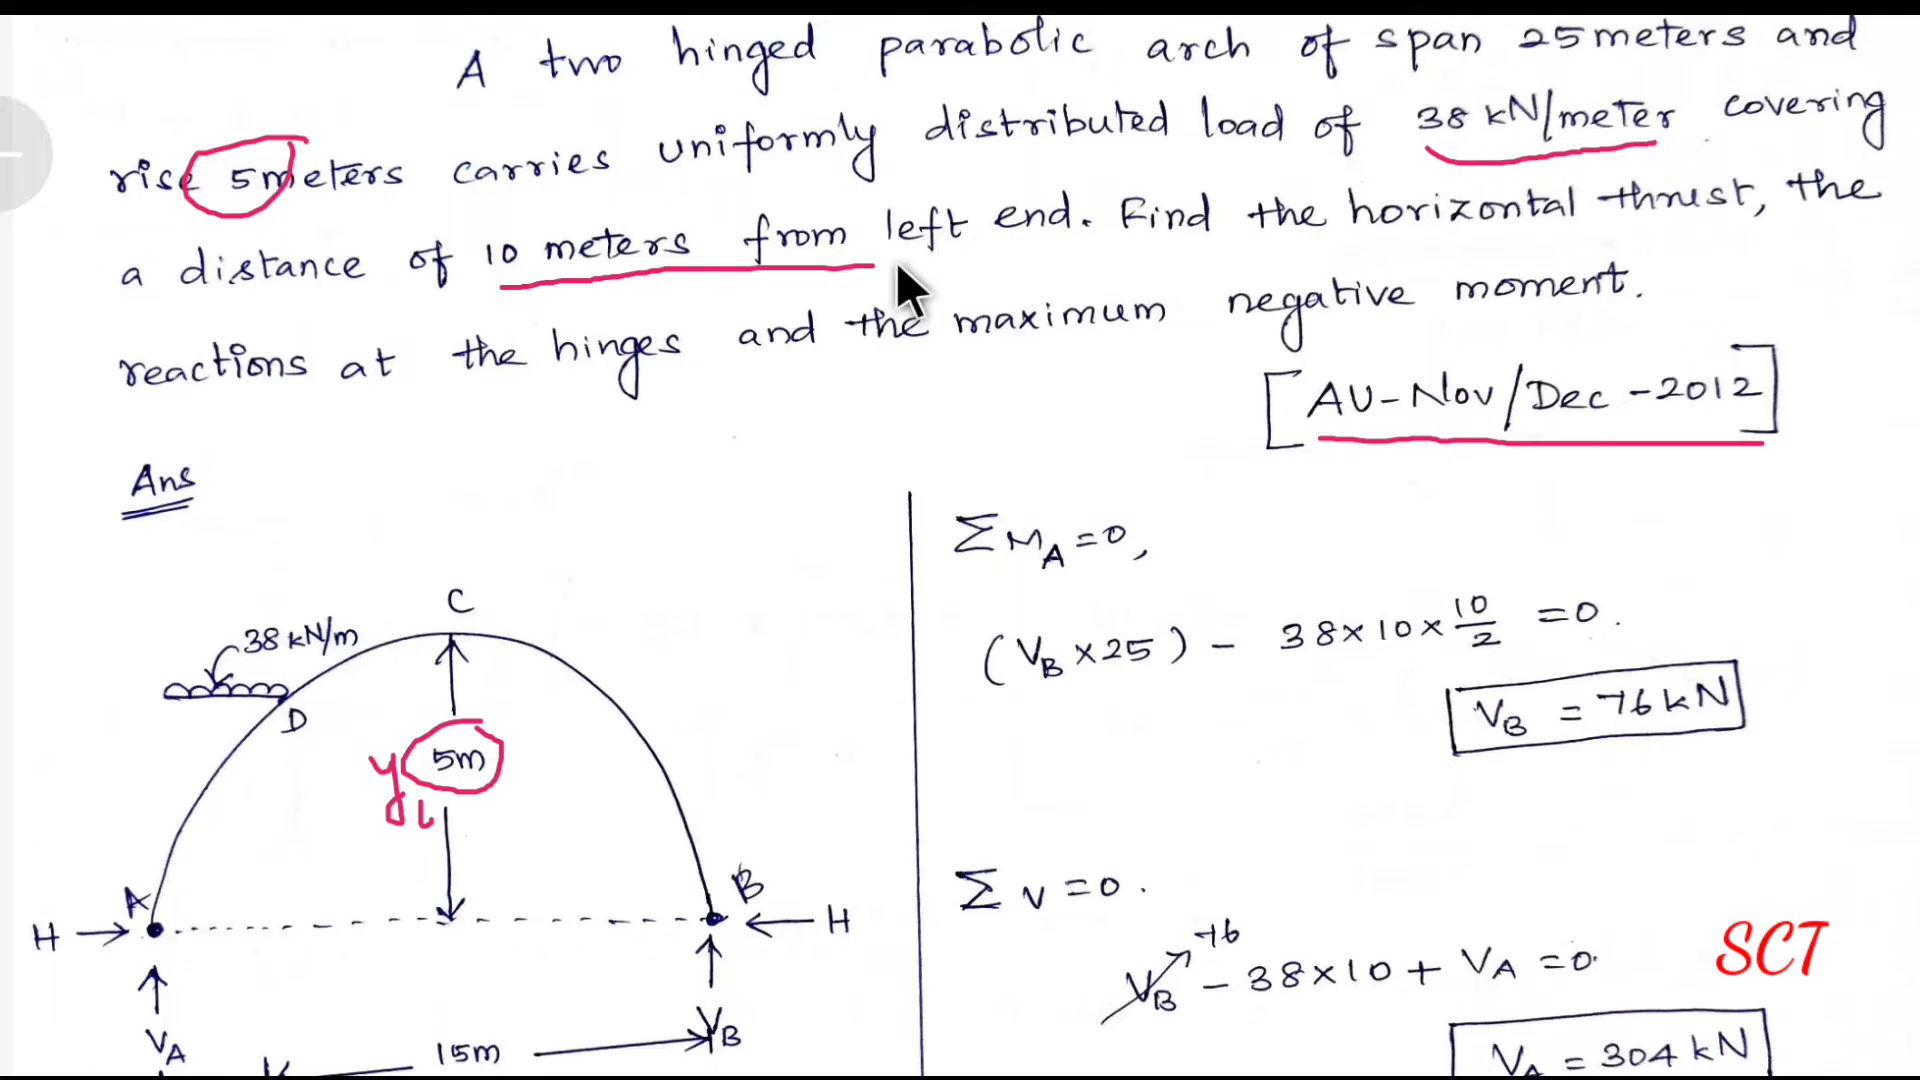 A two hinged parabolic arch of span 25 meters and
rise 5 meters carries uniformly distributed load of 38 kN/meter covering
a distance of 10 meters from left end. Find the horizontal thrust, the
reactions at the hinges and the maximum negative moment.
[AU-Nov/Dec-2012]
Ans
C
38 kN/m
D
5m
y1
A
B
H
H
VA
VB
15m
ΣMA=0,
(VB×25) - 38×10×10/2 =0.
VB = 76kN
ΣV=0.
76
VB - 38×10 + VA =0.
VA = 304 kN
SCT